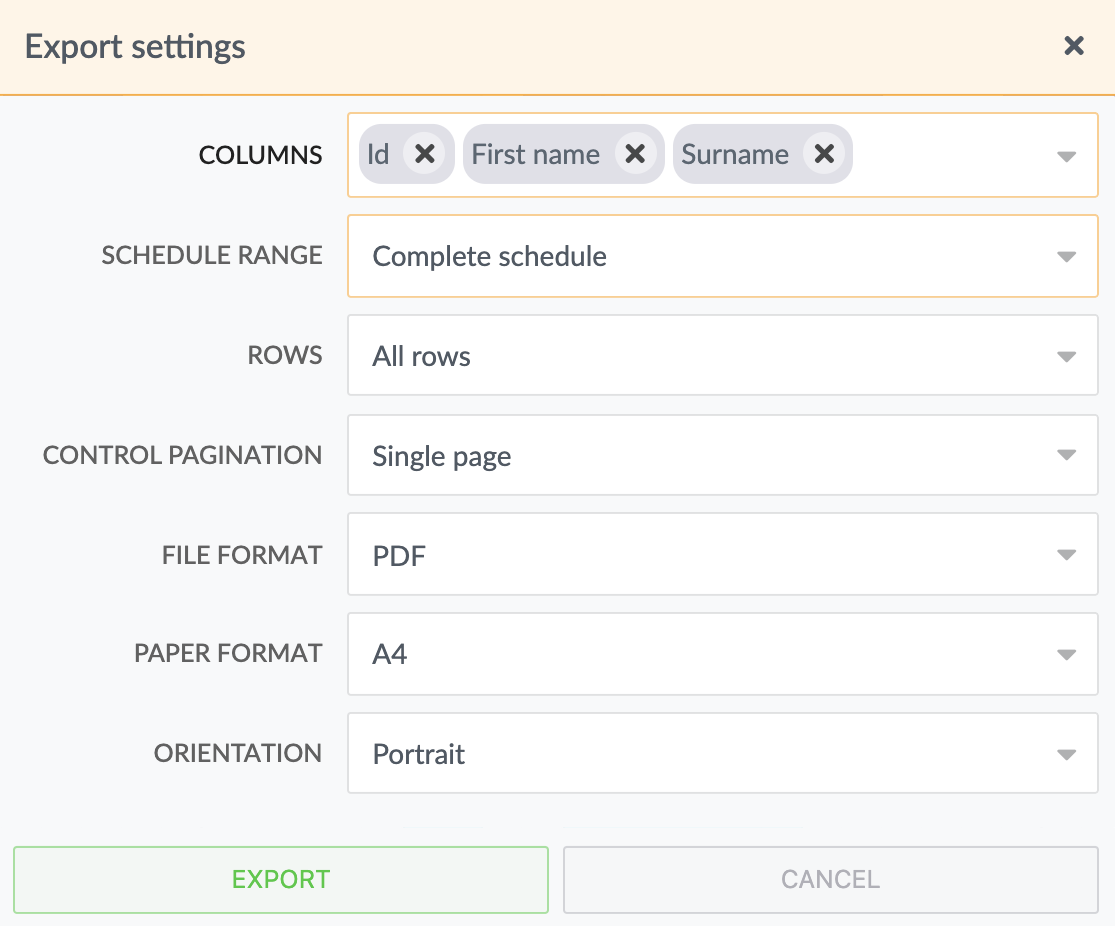 Export settings
COLUMNS Id First name Surname
SCHEDULE RANGE Complete schedule
ROWS All rows
CONTROL PAGINATION Single page
FILE FORMAT PDF
PAPER FORMAT A4
ORIENTATION Portrait
EXPORT CANCEL